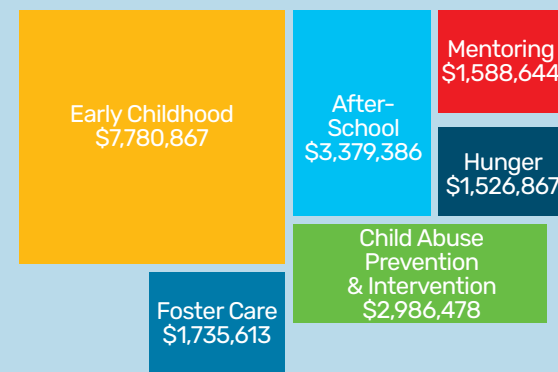 Early Childhood
$7,780,867
After-
School
$3,379,386
Mentoring
$1,588,644
Hunger
$1,526,867
Child Abuse
Prevention
& Intervention
$2,986,478
Foster Care
$1,735,613